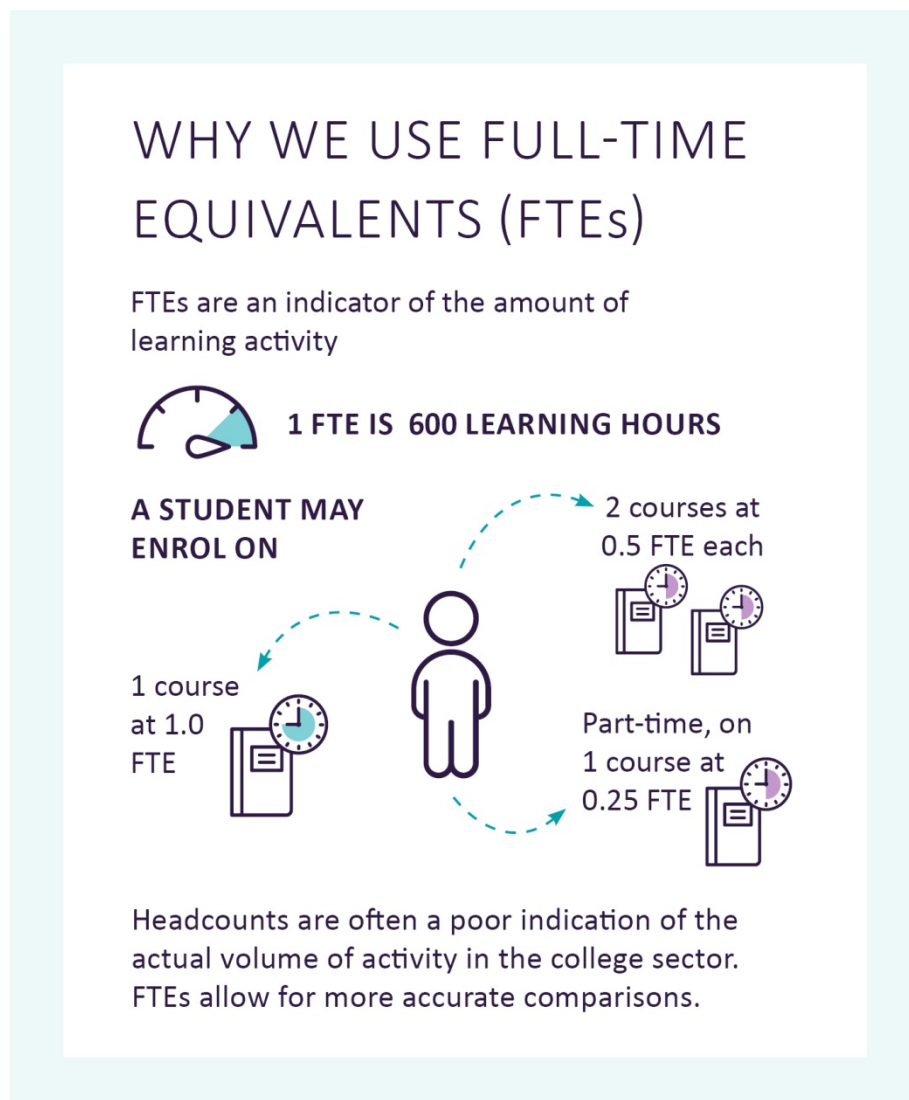 WHY WE USE FULL-TIME
EQUIVALENTS (FTEs)
FTEs are an indicator of the amount of
learning activity
1 FTE IS 600 LEARNING HOURS
A STUDENT MAY
ENROL ON
2 courses at
0.5 FTE each
1 course
at 1.0
FTE
Part-time, on
1 course at
0.25 FTE
Headcounts are often a poor indication of the
actual volume of activity in the college sector.
FTEs allow for more accurate comparisons.